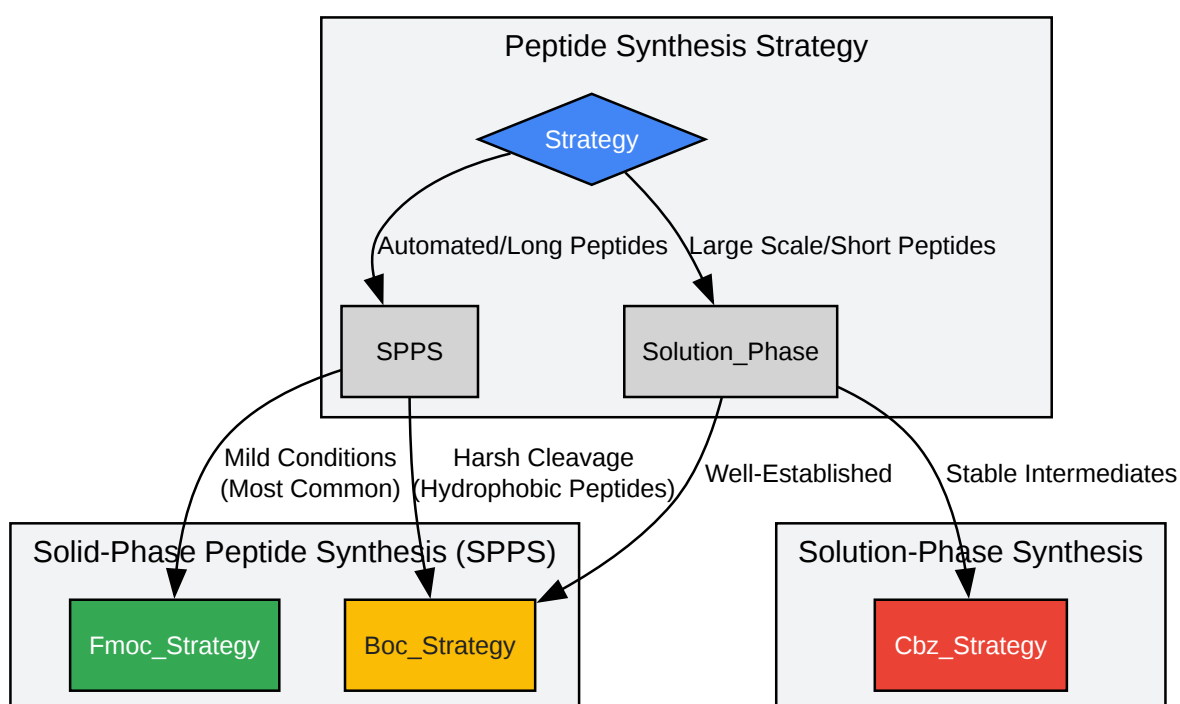 Peptide Synthesis Strategy
Strategy
Automated/Long Peptides
Large Scale/Short Peptides
SPPS
Solution_Phase
Mild Conditions
(Most Common)
Harsh Cleavage
(Hydrophobic Peptides)
Well-Established
Stable Intermediates
Solid-Phase Peptide Synthesis (SPPS)
Solution-Phase Synthesis
Fmoc_Strategy
Boc_Strategy
Cbz_Strategy